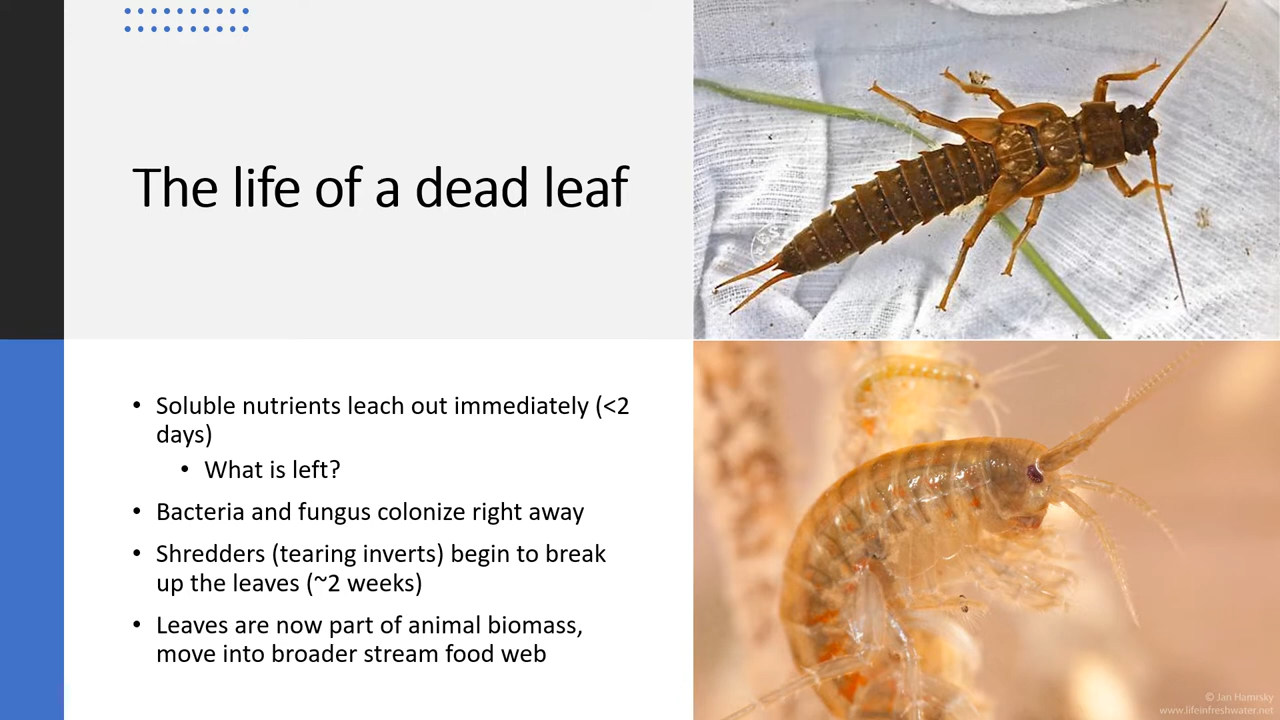 The life of a dead leaf
• Soluble nutrients leach out immediately (<2
days)
• What is left?
• Bacteria and fungus colonize right away
• Shredders (tearing inverts) begin to break
up the leaves (~2 weeks)
• Leaves are now part of animal biomass,
move into broader stream food web
© Jan Hamrsky
www.lifeinfreshwater.net